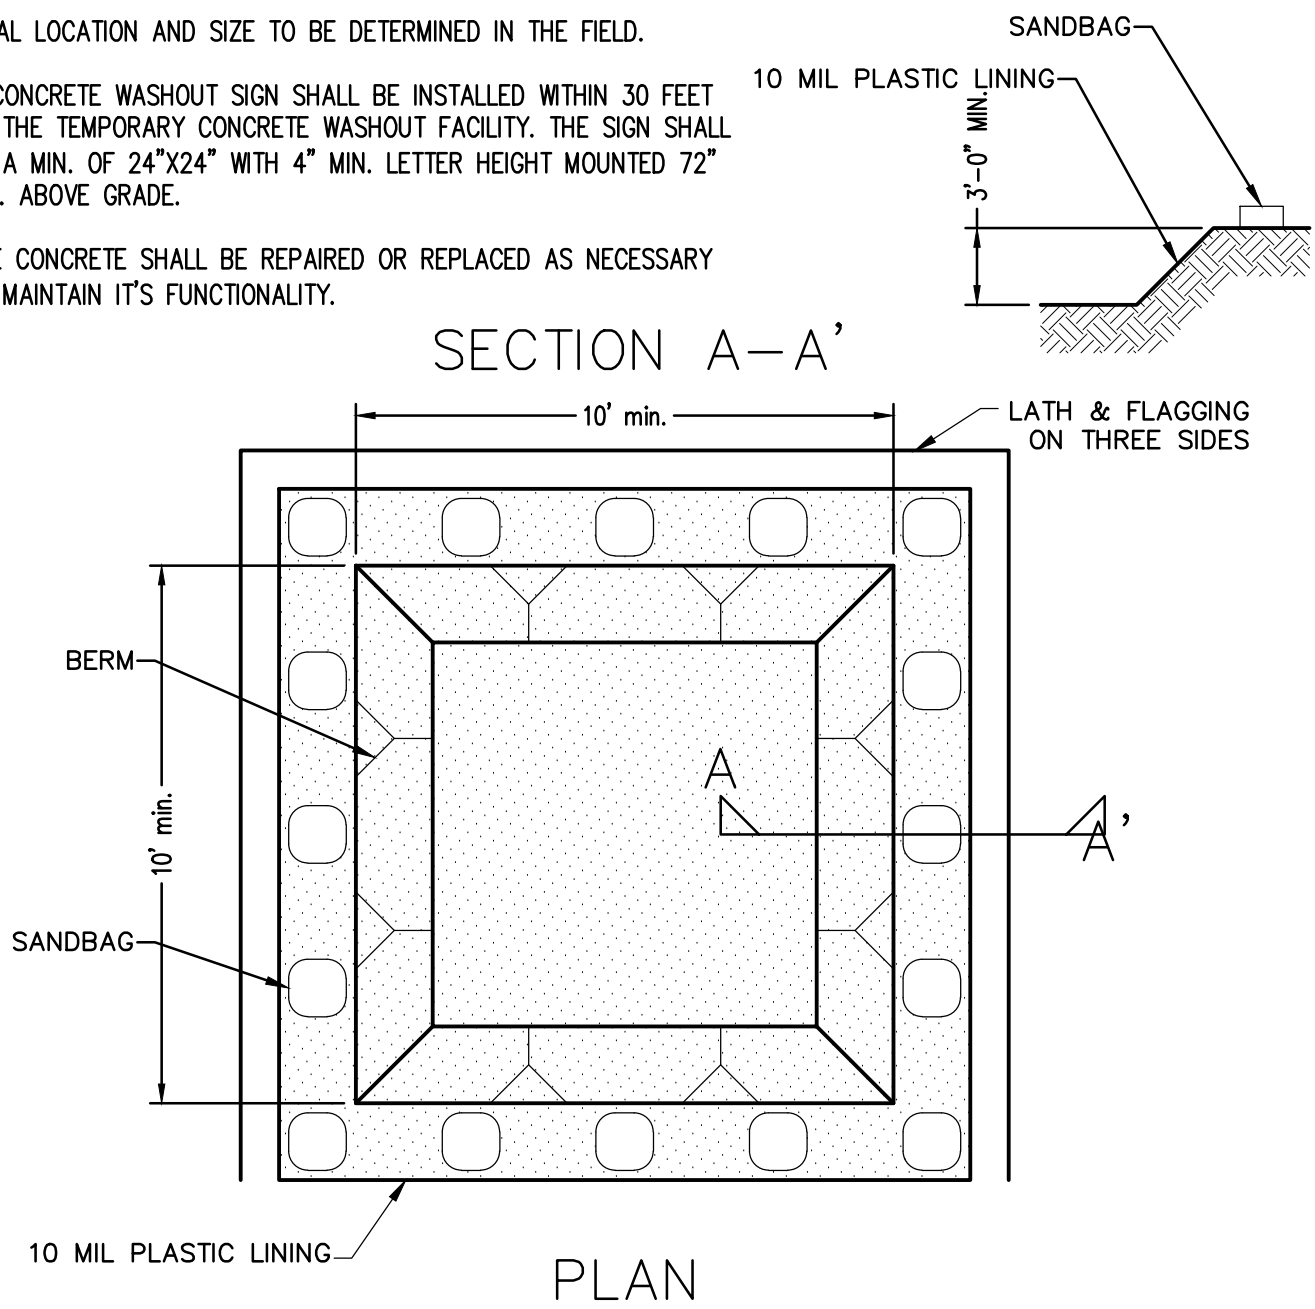 AL LOCATION AND SIZE TO BE DETERMINED IN THE FIELD.
CONCRETE WASHOUT SIGN SHALL BE INSTALLED WITHIN 30 FEET
THE TEMPORARY CONCRETE WASHOUT FACILITY. THE SIGN SHALL
A MIN. OF 24"X24" WITH 4" MIN. LETTER HEIGHT MOUNTED 72"
. ABOVE GRADE.
E CONCRETE SHALL BE REPAIRED OR REPLACED AS NECESSARY
MAINTAIN IT'S FUNCTIONALITY.
SANDBAG
10 MIL PLASTIC LINING
3'-0" MIN.
SECTION A-A'
10' min.
LATH & FLAGGING
ON THREE SIDES
BERM
10' min.
A
A'
SANDBAG
10 MIL PLASTIC LINING
PLAN